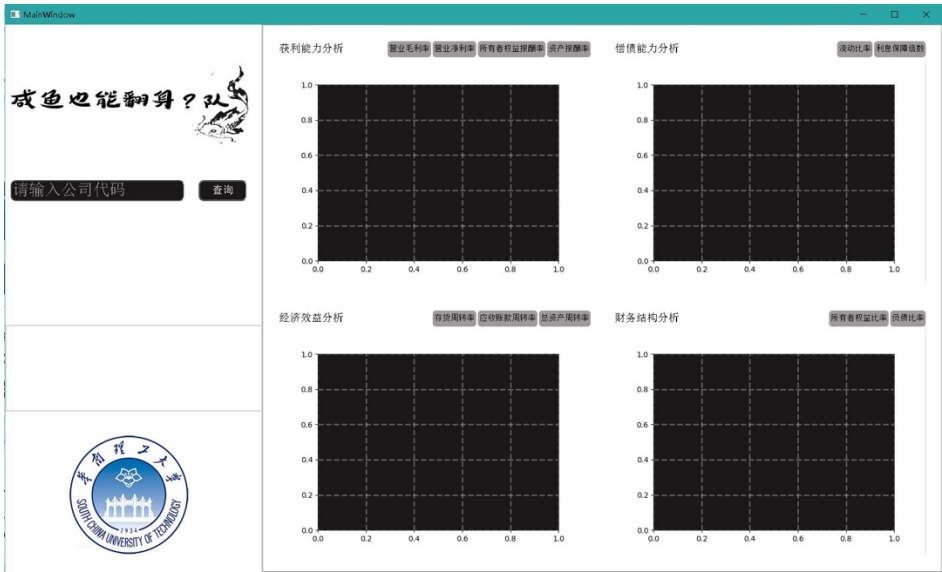 MainWindow
咸鱼也能翻身?队
请输入公司代码
查询
华南理工大学
SOUTH CHINA UNIVERSITY OF TECHNOLOGY
1934
获利能力分析
营业毛利率 营业净利率 所有者权益报酬率 资产报酬率
1.0
0.8
0.6
0.4
0.2
0.0
0.0 0.2 0.4 0.6 0.8 1.0
偿债能力分析
流动比率 利息保障倍数
1.0
0.8
0.6
0.4
0.2
0.0
0.0 0.2 0.4 0.6 0.8 1.0
经济效益分析
存货周转率 应收账款周转率 总资产周转率
1.0
0.8
0.6
0.4
0.2
0.0
0.0 0.2 0.4 0.6 0.8 1.0
财务结构分析
所有者权益比率 负债比率
1.0
0.8
0.6
0.4
0.2
0.0
0.0 0.2 0.4 0.6 0.8 1.0